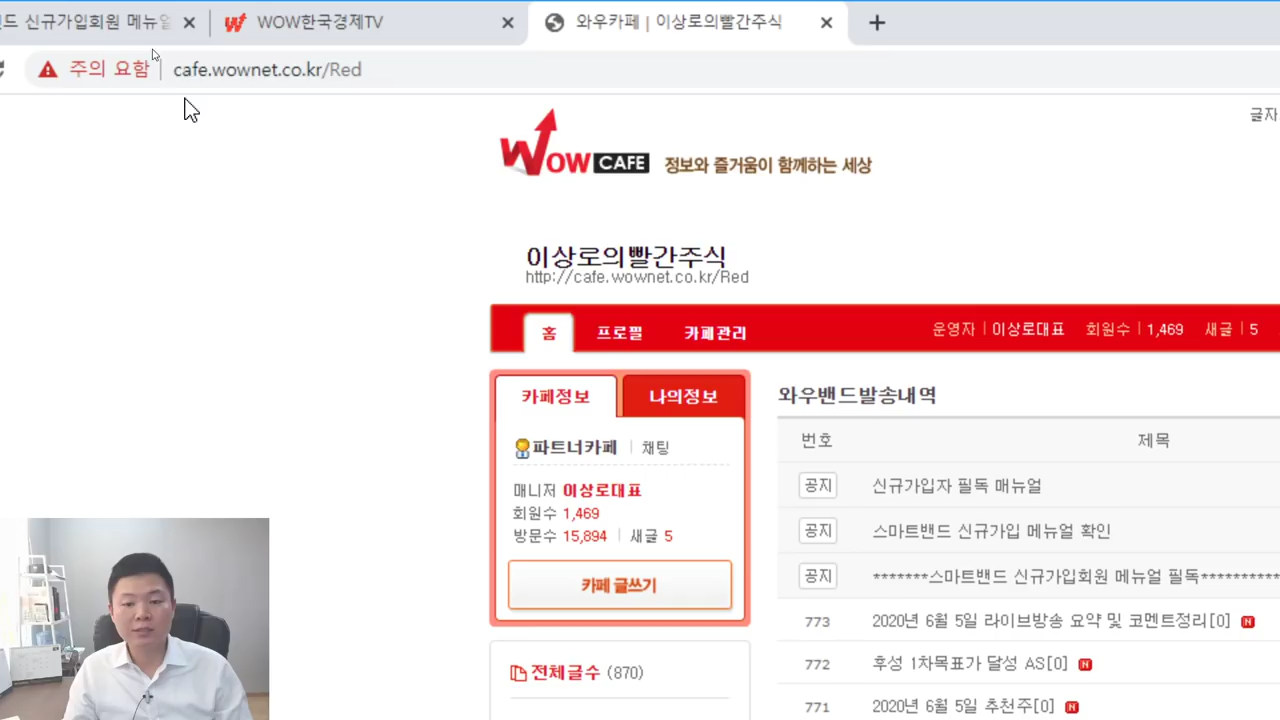 드 신규가입회원 메뉴얼
WOW한국경제TV
와우카페 | 이상로의빨간주식
주의 요함
cafe.wownet.co.kr/Red
글자
WOW CAFE
정보와 즐거움이 함께하는 세상
이상로의빨간주식
http://cafe.wownet.co.kr/Red
홈 프로필 카페관리
운영자 | 이상로대표 회원수 | 1,469 새글 | 5
카페정보 나의정보
와우밴드발송내역
파트너카페 | 채팅
번호 제목
매니저 이상로대표
공지 신규가입자 필독 매뉴얼
회원수 1,469
공지 스마트밴드 신규가입 메뉴얼 확인
방문수 15,894 | 새글 5
카페 글쓰기
공지 *******스마트밴드 신규가입회원 메뉴얼 필독**********
773 2020년 6월 5일 라이브방송 요약 및 코멘트정리[0] N
전체글수 (870)
772 후성 1차목표가 달성 AS[0] N
771 2020년 6월 5일 추천주[0] N